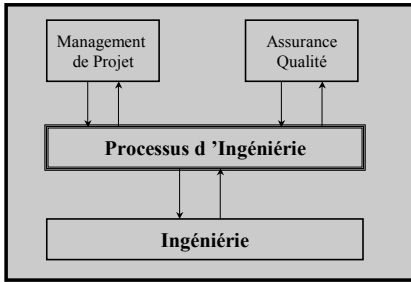 Management
de Projet
Assurance
Qualité
Processus d ’Ingéniérie
Ingéniérie